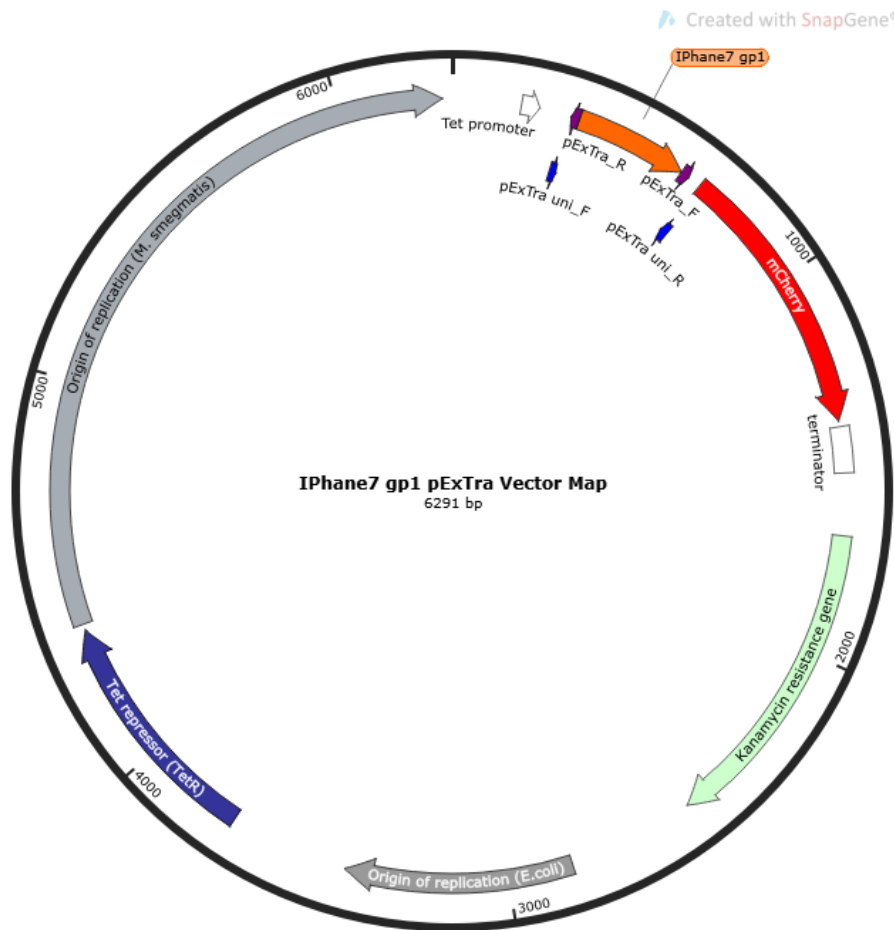 Created with SnapGene®
IPhane7 gp1
6000
Tet promoter
pExTra_R
pExTra_F
pExTra uni_F
pExTra uni_R
1000
mCherry
Origin of replication (M. smegmatis)
5000
terminator
IPhane7 gp1 pExTra Vector Map
6291 bp
Kanamycin resistance gene
2000
Tet repressor (TetR)
4000
Origin of replication (E.coli)
3000